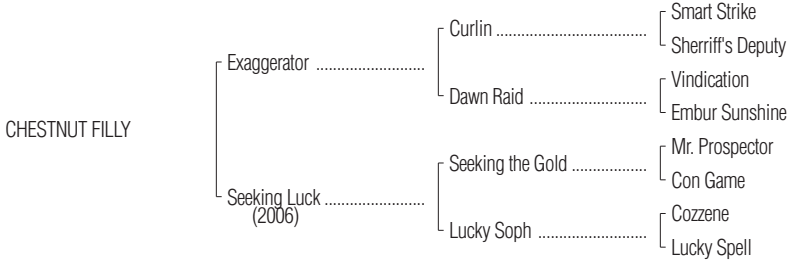 Smart Strike
Curlin ....................................
Sherriff's Deputy
Exaggerator ..........................
Vindication
Dawn Raid ............................
Embur Sunshine
CHESTNUT FILLY
Mr. Prospector
Seeking the Gold ..................
Con Game
Seeking Luck ........................
(2006)
Cozzene
Lucky Soph ..........................
Lucky Spell